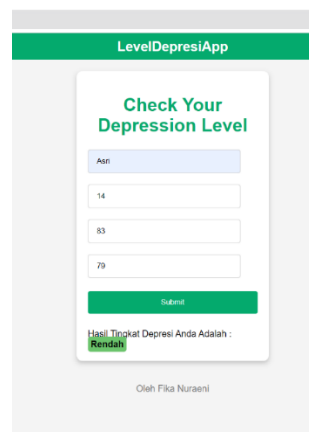 LevelDepresiApp
Check Your
Depression Level
Asri
14
83
79
Submit
Hasil Tingkat Depresi Anda Adalah :
Rendah
Oleh Fika Nuraeni